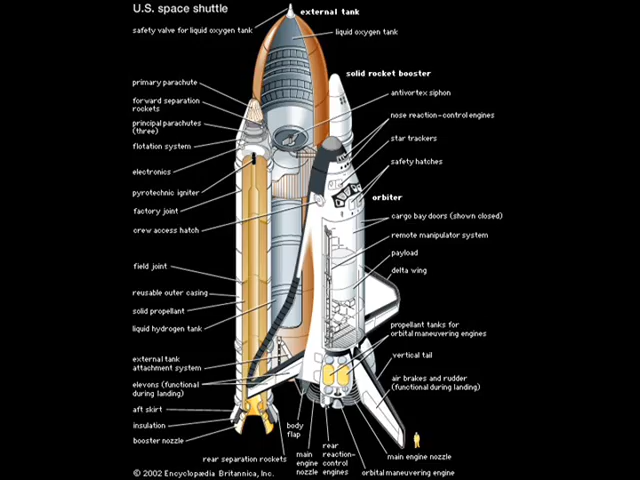 U.S. space shuttle
external tank
safety valve for liquid oxygen tank
liquid oxygen tank
solid rocket booster
primary parachute
antivortex siphon
forward separation
rockets
nose reaction-control engines
principal parachutes
(three)
star trackers
flotation system
safety hatches
electronics
pyrotechnic igniter
orbiter
factory joint
cargo bay doors (shown closed)
crew access hatch
remote manipulator system
payload
field joint
delta wing
reusable outer casing
solid propellant
liquid hydrogen tank
propellant tanks for
orbital maneuvering engines
external tank
attachment system
vertical tail
elevons (functional
during landing)
air brakes and rudder
(functional during landing)
aft skirt
insulation
booster nozzle
body
flap
rear separation rockets
main
engine
nozzle
rear
reaction-
control
engines
main engine nozzle
orbital maneuvering engine
© 2002 Encyclopædia Britannica, Inc.